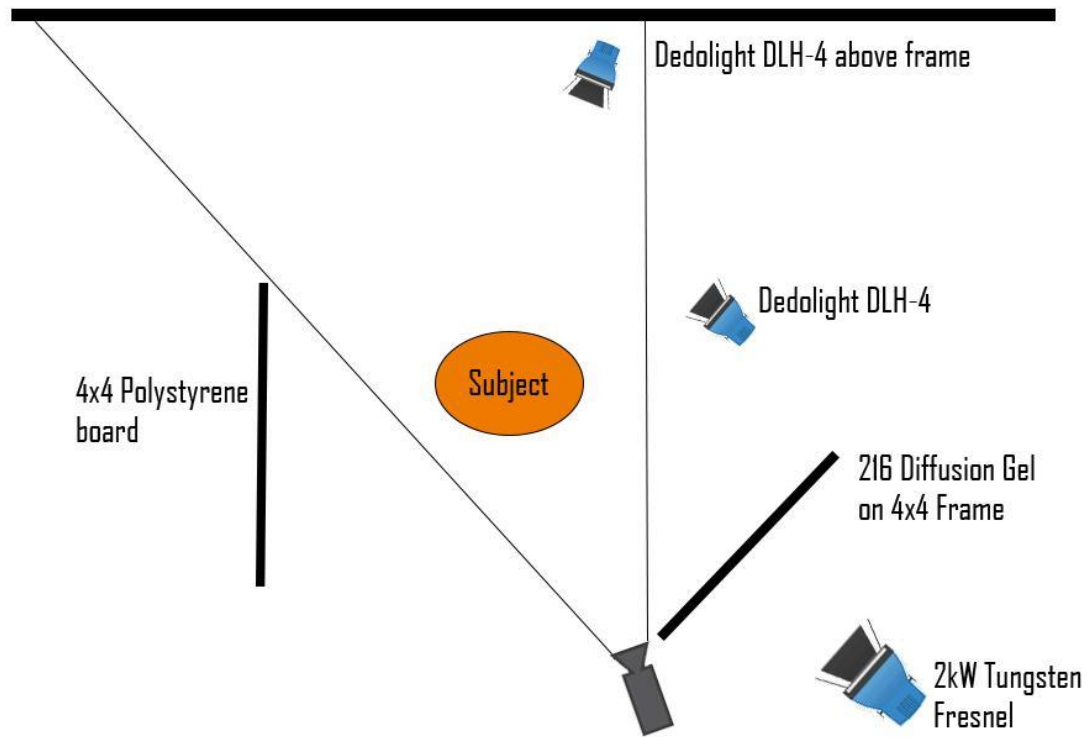 Dedolight DLH-4 above frame
Dedolight DLH-4
Subject
4x4 Polystyrene
board
216 Diffusion Gel
on 4x4 Frame
2kW Tungsten
Fresnel